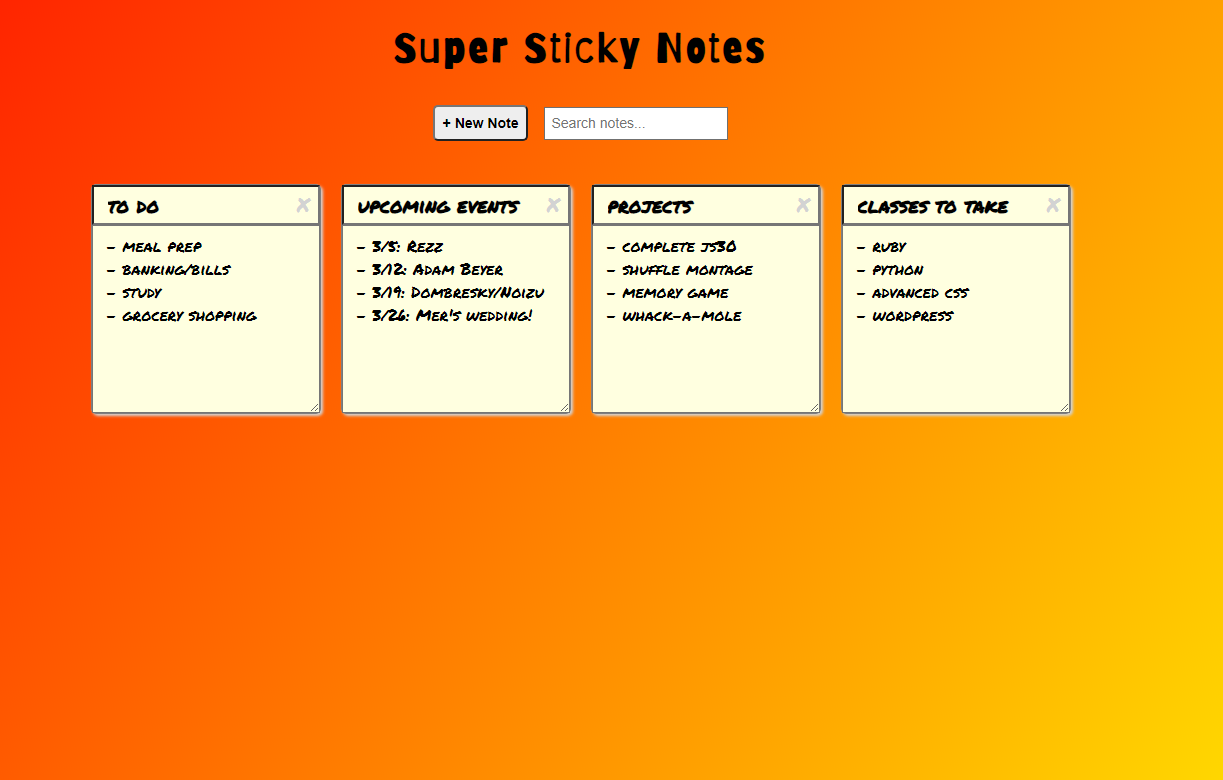 Super Sticky Notes
+ New Note
Search notes...
TO DO ×
- MEAL PREP
- BANKING/BILLS
- STUDY
- GROCERY SHOPPING
UPCOMING EVENTS ×
- 3/5: Rezz
- 3/12: Adam Beyer
- 3/19: Dombresky/Noizu
- 3/26: Mer's wedding!
PROJECTS ×
- COMPLETE JS30
- SHUFFLE MONTAGE
- MEMORY GAME
- WHACK-A-MOLE
CLASSES TO TAKE ×
- RUBY
- PYTHON
- ADVANCED CSS
- WORDPRESS